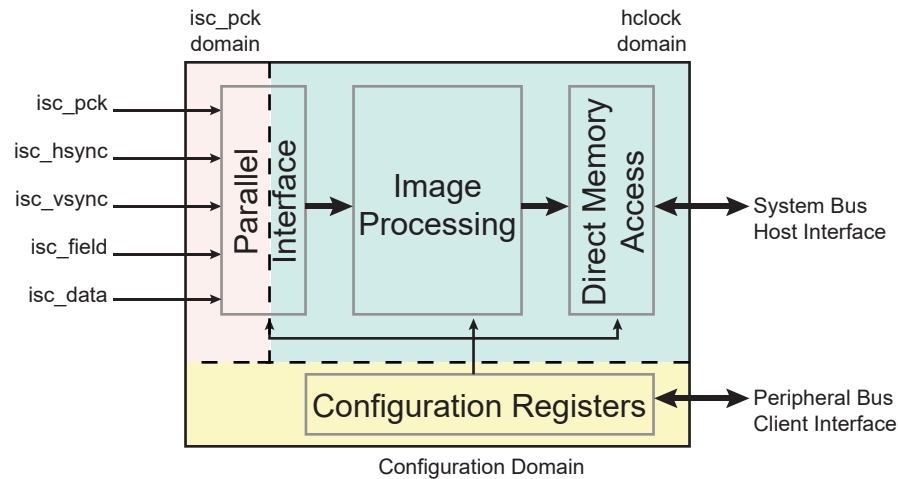 isc_pck
domain
hclock
domain
isc_pck
isc_hsync
isc_vsync
isc_field
isc_data
Parallel
Interface
Image
Processing
Direct Memory
Access
System Bus
Host Interface
Configuration Registers
Peripheral Bus
Client Interface
Configuration Domain